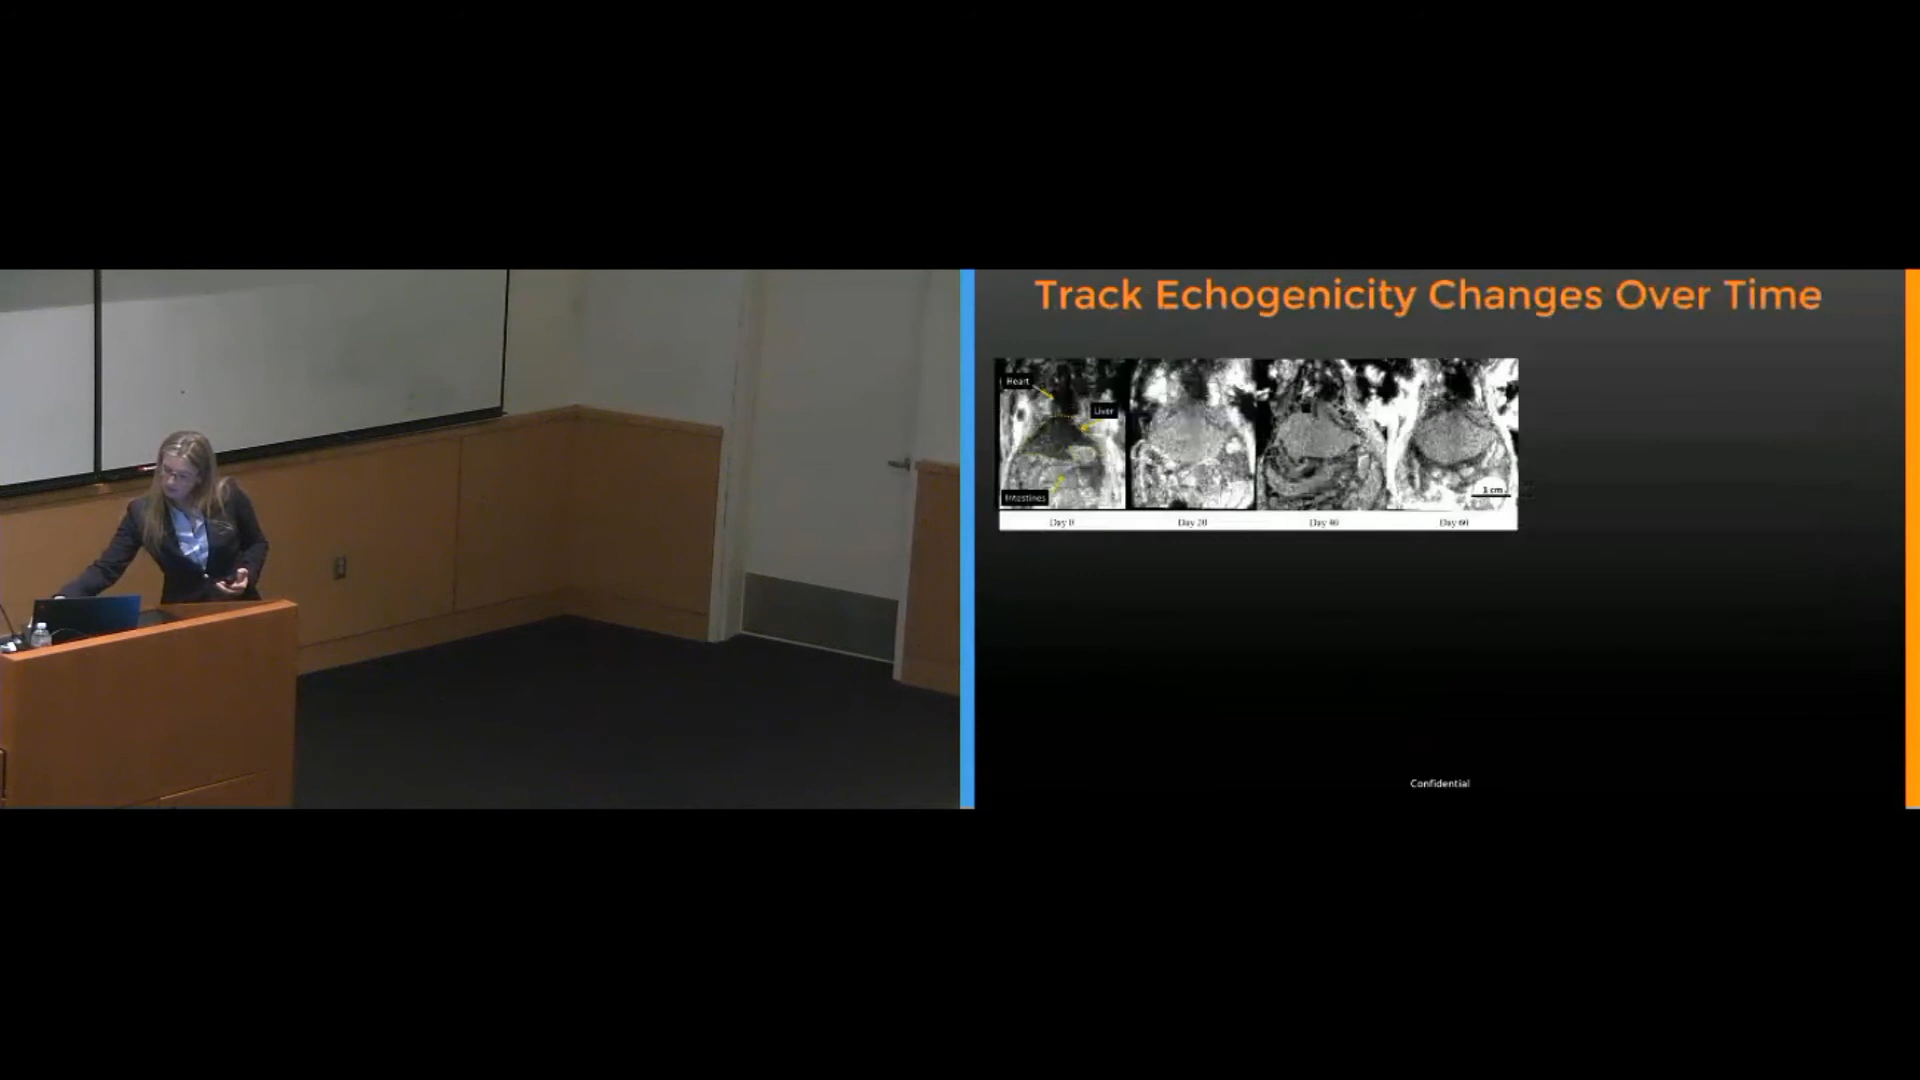 Track Echogenicity Changes Over Time
Heart
Liver
Intestines
1 cm
Day 0
Day 20
Day 40
Day 60
Confidential